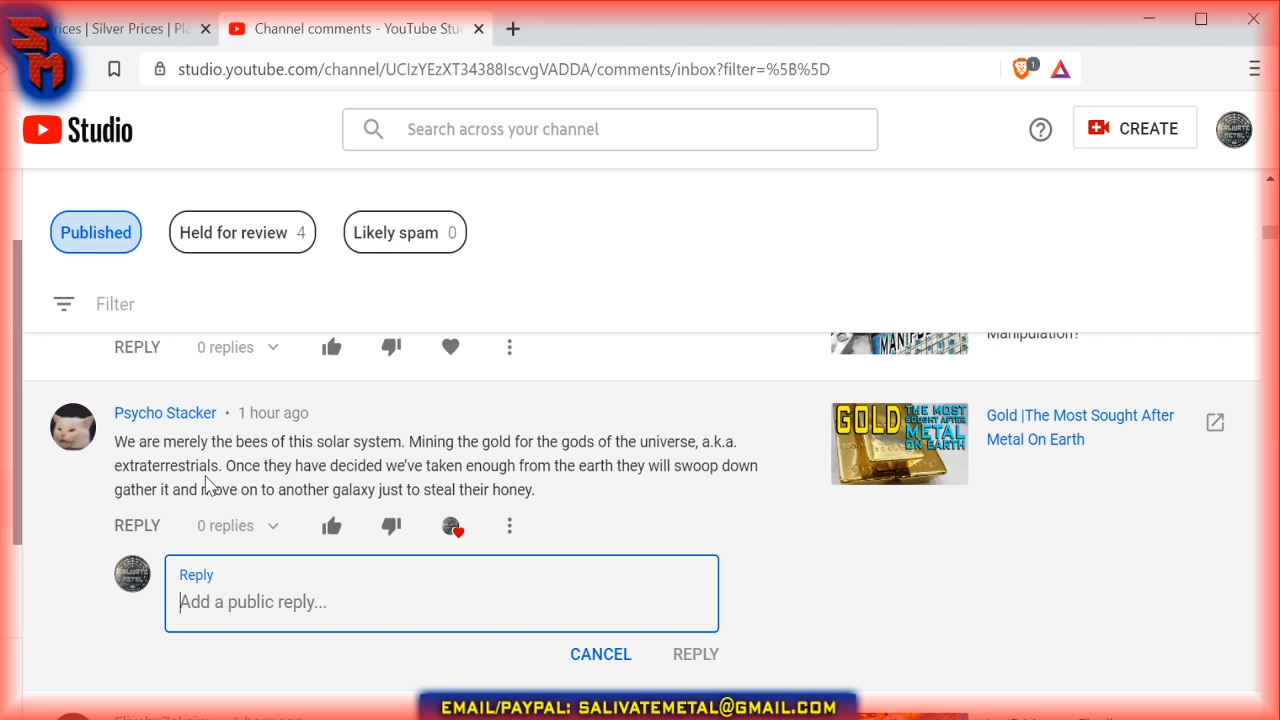 SM
rices | Silver Prices | Pla
Channel comments - YouTube Stu
studio.youtube.com/channel/UCIzYEzXT34388IscvgVADDA/comments/inbox?filter=%5B%5D
1
Studio
Search across your channel
CREATE
Published
Held for review 4
Likely spam 0
Filter
REPLY 0 replies
MANIP
Manipulation?
Psycho Stacker • 1 hour ago
We are merely the bees of this solar system. Mining the gold for the gods of the universe, a.k.a.
extraterrestrials. Once they have decided we've taken enough from the earth they will swoop down
gather it and move on to another galaxy just to steal their honey.
GOLD THE MOST
SOUGHT AFTER
METAL
ON EARTH
Gold |The Most Sought After
Metal On Earth
REPLY 0 replies
SALIVATE
METAL
Reply
Add a public reply...
CANCEL REPLY
EMAIL/PAYPAL: SALIVATEMETAL@GMAIL.COM